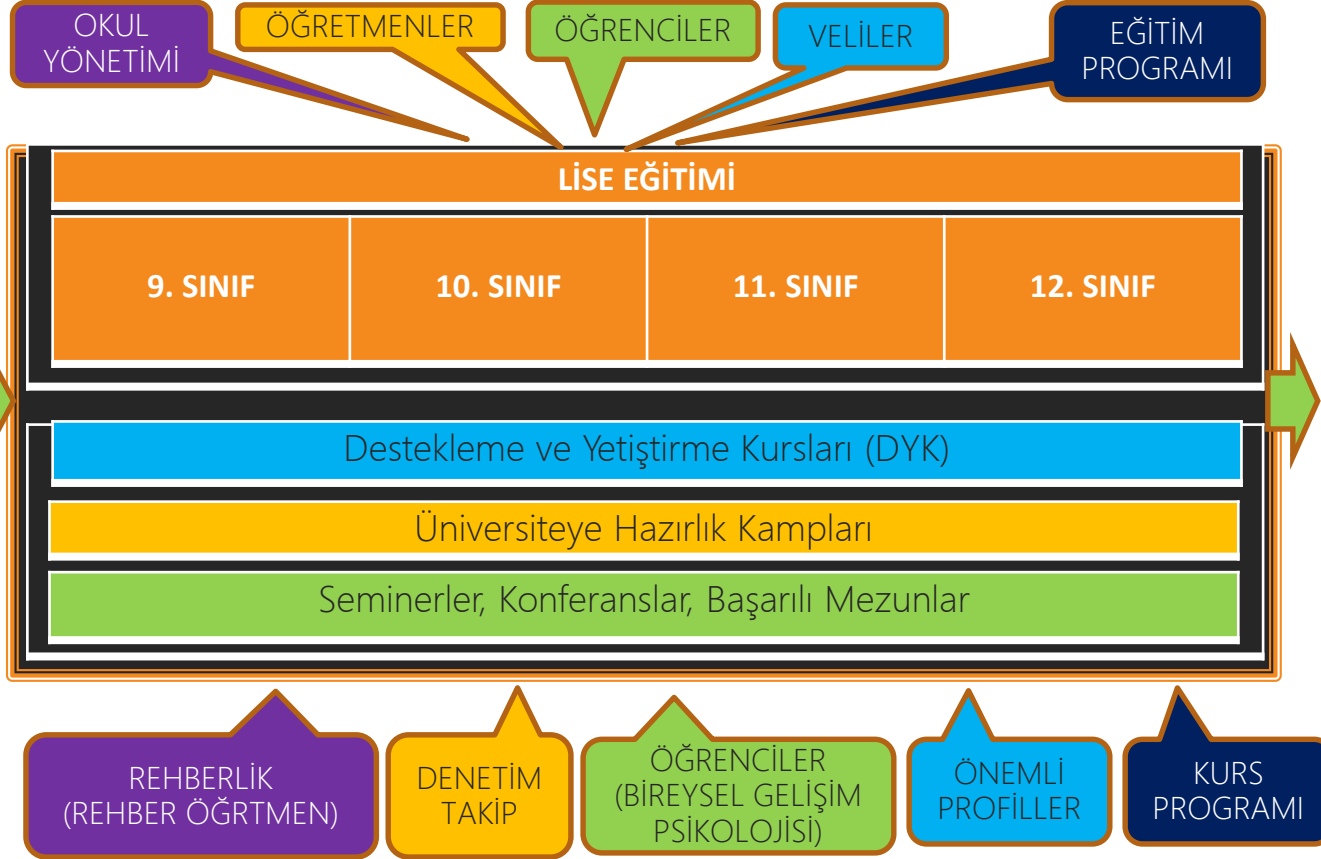 OKUL
YÖNETİMİ
ÖĞRETMENLER
ÖĞRENCİLER
VELİLER
EĞİTİM
PROGRAMI
LİSE EĞİTİMİ
9. SINIF
10. SINIF
11. SINIF
12. SINIF
Destekleme ve Yetiştirme Kursları (DYK)
Üniversiteye Hazırlık Kampları
Seminerler, Konferanslar, Başarılı Mezunlar
REHBERLİK
(REHBER ÖĞRTMEN)
DENETİM
TAKİP
ÖĞRENCİLER
(BİREYSEL GELİŞİM
PSİKOLOJİSİ)
ÖNEMLİ
PROFİLLER
KURS
PROGRAMI